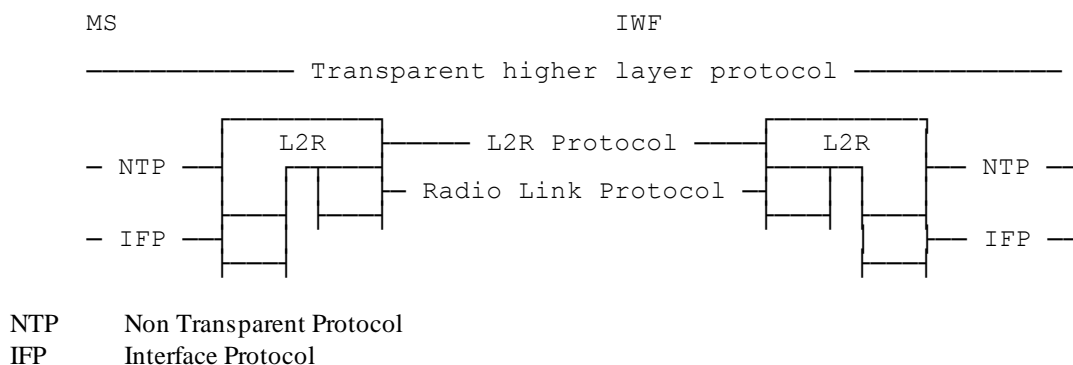 MS IWF
Transparent higher layer protocol
L2R L2R Protocol L2R
NTP NTP
Radio Link Protocol
IFP IFP
NTP Non Transparent Protocol
IFP Interface Protocol